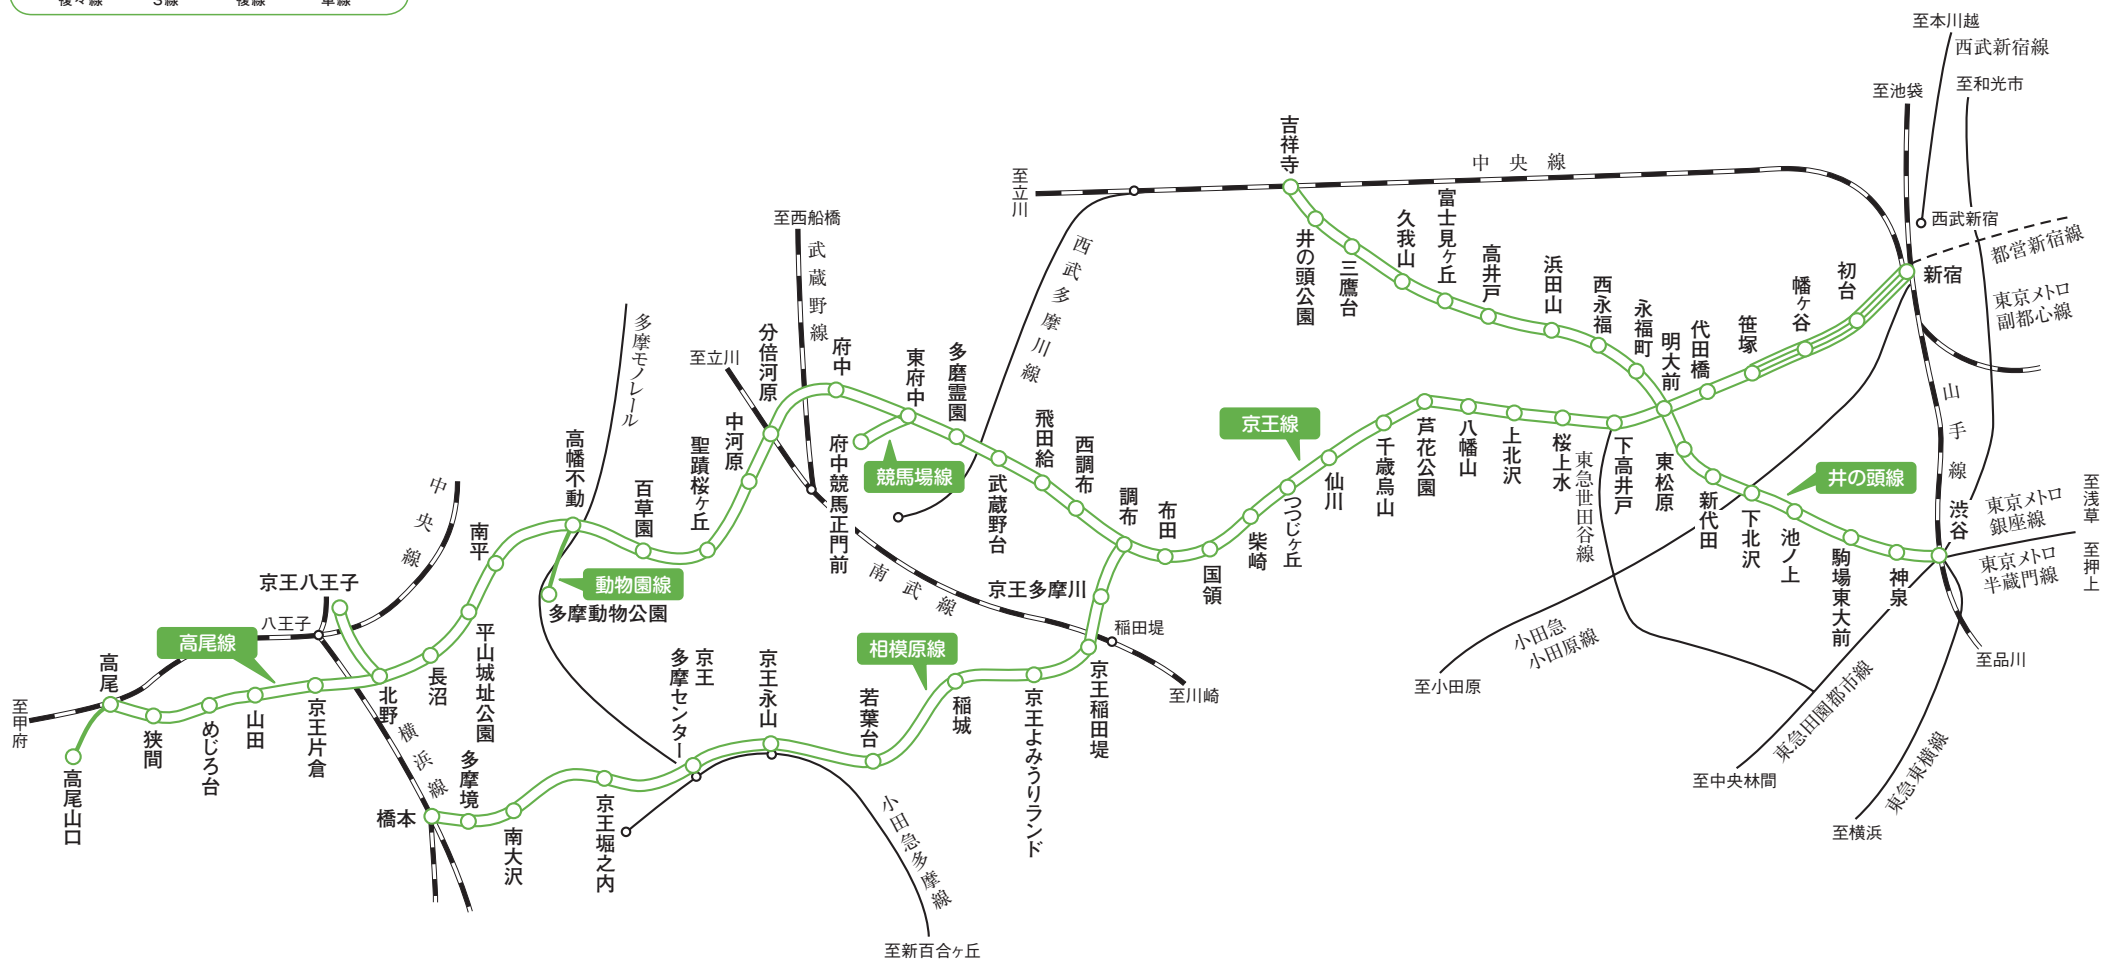 複々線
3線
複線
単線
至本川越
西武新宿線
至和光市
至池袋
西武新宿
都営新宿線
東京メトロ
副都心線
新宿
初台
幡ヶ谷
笹塚
代田橋
明大前
下高井戸
桜上水
上北沢
八幡山
芦花公園
千歳烏山
仙川
つつじヶ丘
柴崎
国領
布田
調布
西調布
飛田給
武蔵野台
多磨霊園
東府中
府中
分倍河原
中河原
聖蹟桜ヶ丘
百草園
高幡不動
南平
平山城址公園
長沼
北野
京王八王子
京王線
吉祥寺
井の頭公園
三鷹台
久我山
富士見ヶ丘
高井戸
浜田山
西永福
永福町
東松原
新代田
下北沢
池ノ上
駒場東大前
神泉
渋谷
井の頭線
中央線
至立川
西武多摩川線
至西船橋
武蔵野線
至立川
南武線
稲田堤
至川崎
府中競馬正門前
競馬場線
多摩モノレール
動物園線
多摩動物公園
京王多摩川
京王稲田堤
京王よみうりランド
稲城
若葉台
京王永山
京王
多摩センター
京王堀之内
南大沢
多摩境
橋本
相模原線
横浜線
中央線
八王子
高尾線
京王片倉
山田
めじろ台
狭間
高尾
高尾山口
至甲府
小田急多摩線
至新百合ヶ丘
東急世田谷線
小田急
小田原線
至小田原
山手線
東京メトロ
銀座線
至浅草
東京メトロ
半蔵門線
至押上
至品川
東急田園都市線
至中央林間
東急東横線
至横浜